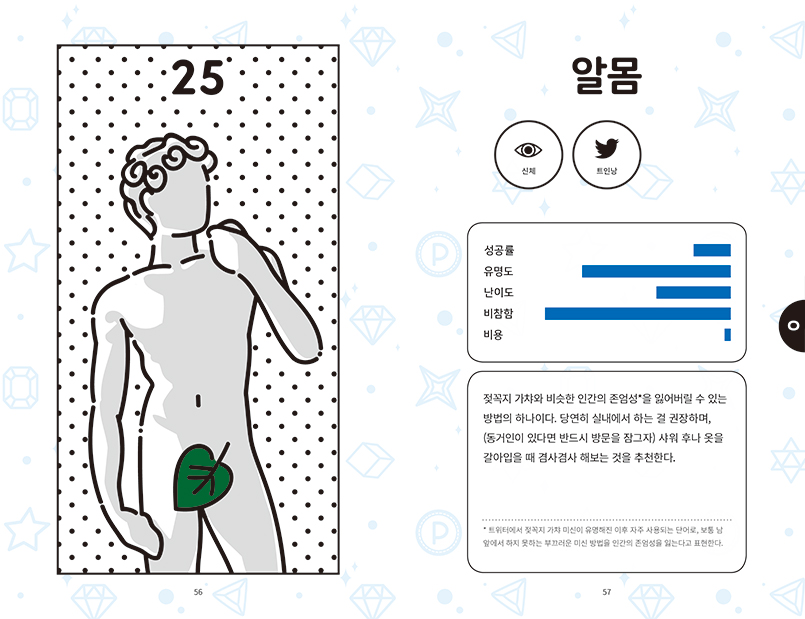 25
56
알몸
신체
트인낭
성공률
유명도
난이도
비참함
비용
젖꼭지 가챠와 비슷한 인간의 존엄성*을 잃어버릴 수 있는
방법의 하나이다. 당연히 실내에서 하는 걸 권장하며,
(동거인이 있다면 반드시 방문을 잠그자) 샤워 후나 옷을
갈아입을 때 겸사겸사 해보는 것을 추천한다.
* 트위터에서 젖꼭지 가챠 미신이 유명해진 이후 자주 사용되는 단어로, 보통 남
앞에서 하지 못하는 부끄러운 미신 방법을 인간의 존엄성을 잃는다고 표현한다.
57
ㅇ